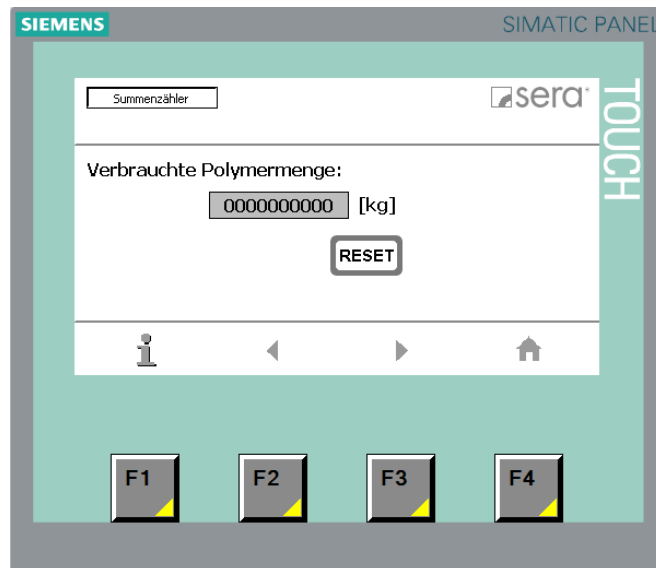 SIEMENS
SIMATIC PANEL
TOUCH
Summenzähler
sera
Verbrauchte Polymermenge:
0000000000 [kg]
RESET
i
F1 F2 F3 F4